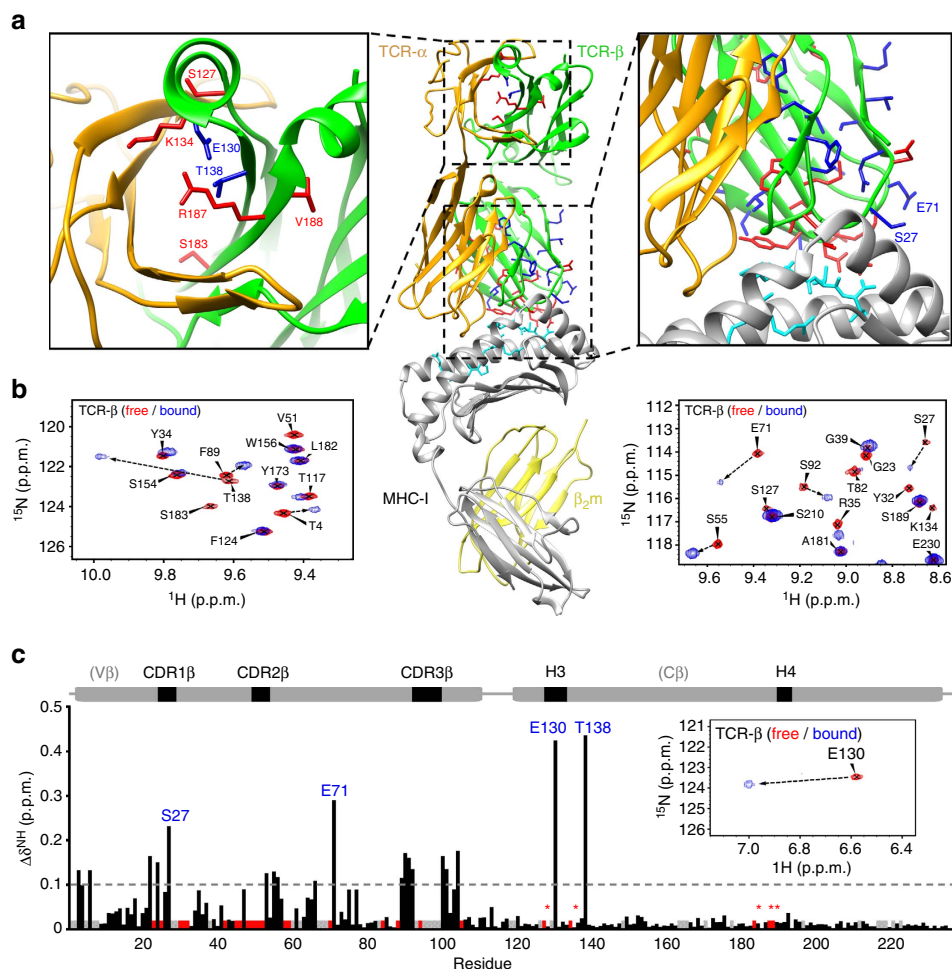 a
TCR-α
TCR-β
S127
K134
E130
T138
R187
V188
S183
E71
S27
MHC-I
β2m
b
TCR-β (free / bound)
Y34
F89
V51
W156
L182
Y173
T117
S154
T138
S183
T4
F124
120
122
124
126
15N (p.p.m.)
10.0
9.8
9.6
9.4
1H (p.p.m.)
TCR-β (free / bound)
S27
E71
G39
S92
G23
T82
Y32
S127
R35
S189
K134
S55
S210
A181
E230
112
113
114
115
116
117
118
15N (p.p.m.)
9.6
9.4
9.2
9.0
8.8
8.6
1H (p.p.m.)
c
(Vβ)
CDR1β
CDR2β
CDR3β
H3
(Cβ)
H4
0.5
0.4
0.3
0.2
0.1
0
ΔδNH (p.p.m.)
S27
E71
E130
T138
* * * * *
TCR-β (free / bound)
E130
121
122
123
124
125
126
15N (p.p.m.)
7.0
6.8
6.6
6.4
1H (p.p.m.)
20
40
60
80
100
120
140
160
180
200
220
Residue